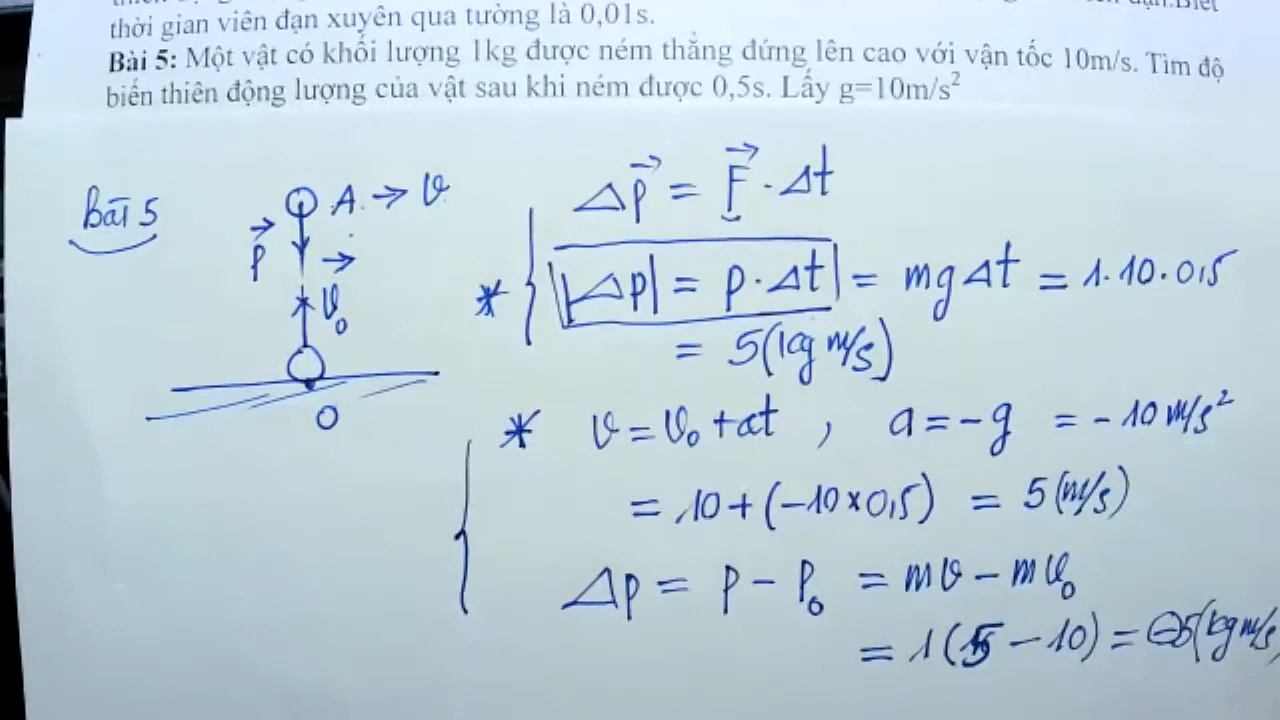 thời gian viên đạn xuyên qua tường là 0,01s.
Bài 5: Một vật có khối lượng 1kg được ném thẳng đứng lên cao với vận tốc 10m/s. Tìm độ
biến thiên động lượng của vật sau khi ném được 0,5s. Lấy g=10m/s²
Bài 5
A → v
P⃗
v⃗₀
O
Δp⃗ = F⃗ . Δt
* |Δp| = p . Δt = mgΔt = 1.10.0,5
= 5(kg m/s)
* v = v₀ + at , a = -g = -10 m/s²
= 10 + (-10×0,5) = 5(m/s)
Δp = p - p₀ = mv - mv₀
= 1(5 - 10) = -5(kg m/s